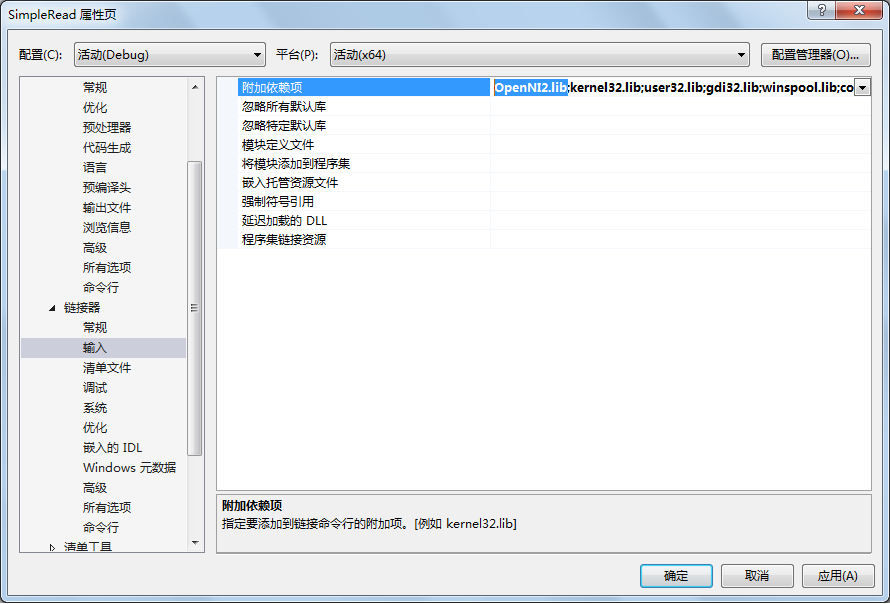 SimpleRead 属性页
配置(C):
活动(Debug)
平台(P):
活动(x64)
配置管理器(O)...
常规
优化
预处理器
代码生成
语言
预编译头
输出文件
浏览信息
高级
所有选项
命令行
链接器
常规
输入
清单文件
调试
系统
优化
嵌入的 IDL
Windows 元数据
高级
所有选项
命令行
清单工具
附加依赖项
OpenNI2.lib;kernel32.lib;user32.lib;gdi32.lib;winspool.lib;co
忽略所有默认库
忽略特定默认库
模块定义文件
将模块添加到程序集
嵌入托管资源文件
强制符号引用
延迟加载的 DLL
程序集链接资源
附加依赖项
指定要添加到链接命令行的附加项。[例如 kernel32.lib]
确定
取消
应用(A)